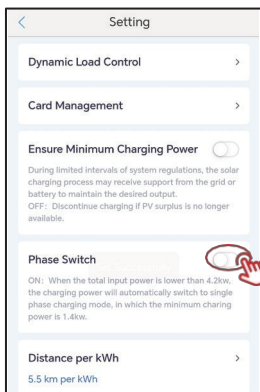 Setting
Dynamic Load Control
Card Management
Ensure Minimum Charging Power
During limited intervals of system regulations, the solar
charging process may receive support from the grid or
battery to maintain the desired output.
OFF: Discontinue charging if PV surplus is no longer
available.
Phase Switch
ON: When the total input power is lower than 4.2kw,
the charging power will automatically switch to single
phase charging mode, in which the minimum charing
power is 1.4kw.
Distance per kWh
5.5 km per kWh